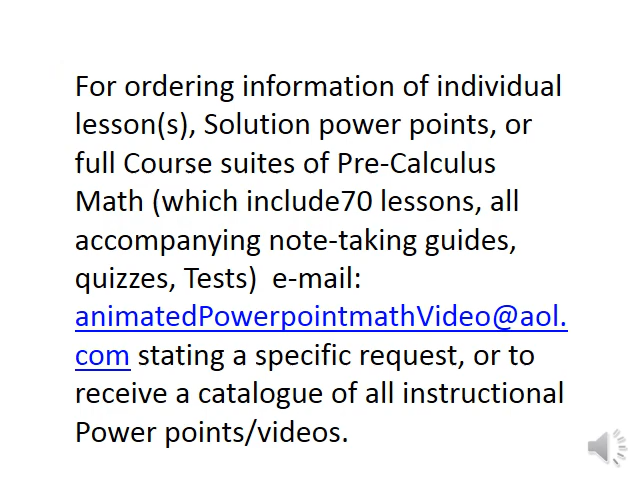 For ordering information of individual
lesson(s), Solution power points, or
full Course suites of Pre-Calculus
Math (which include70 lessons, all
accompanying note-taking guides,
quizzes, Tests)  e-mail:
animatedPowerpointmathVideo@aol.
com stating a specific request, or to
receive a catalogue of all instructional
Power points/videos.